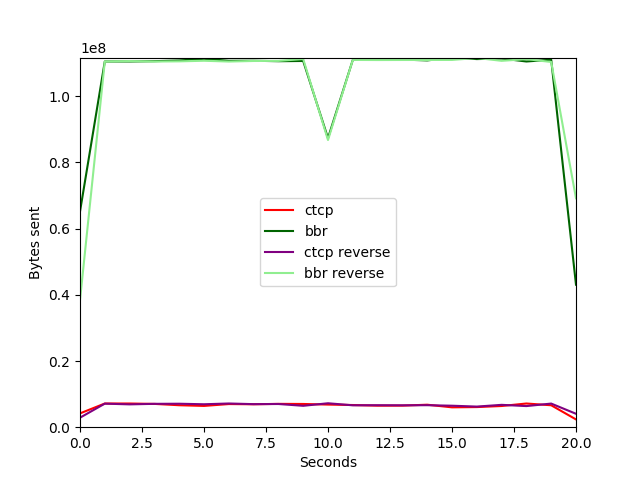 1e8
1.0
0.8
0.6
0.4
0.2
0.0
Bytes sent
ctcp
bbr
ctcp reverse
bbr reverse
0.0 2.5 5.0 7.5 10.0 12.5 15.0 17.5 20.0
Seconds